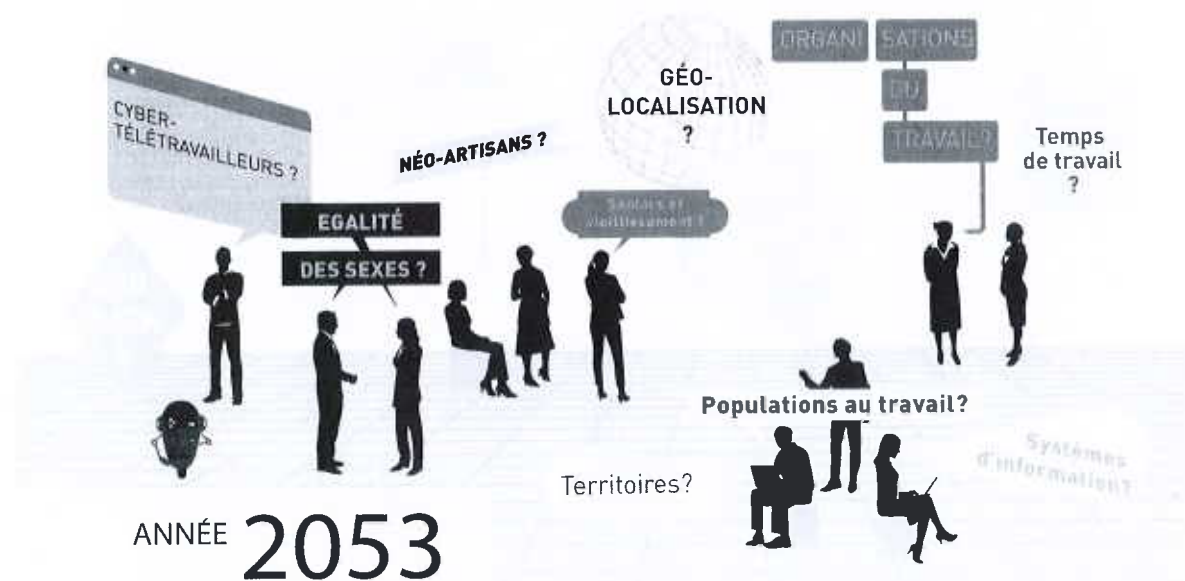 CYBER-
TÉLÉTRAVAILLEURS ?
NÉO-ARTISANS ?
GÉO-
LOCALISATION
?
ORGANI SATIONS
DU
TRAVAIL?
Temps
de travail
?
EGALITÉ
DES SEXES ?
Seniors et
vieillissement ?
Populations au travail?
Territoires?
Systèmes
d'information?
ANNÉE 2053